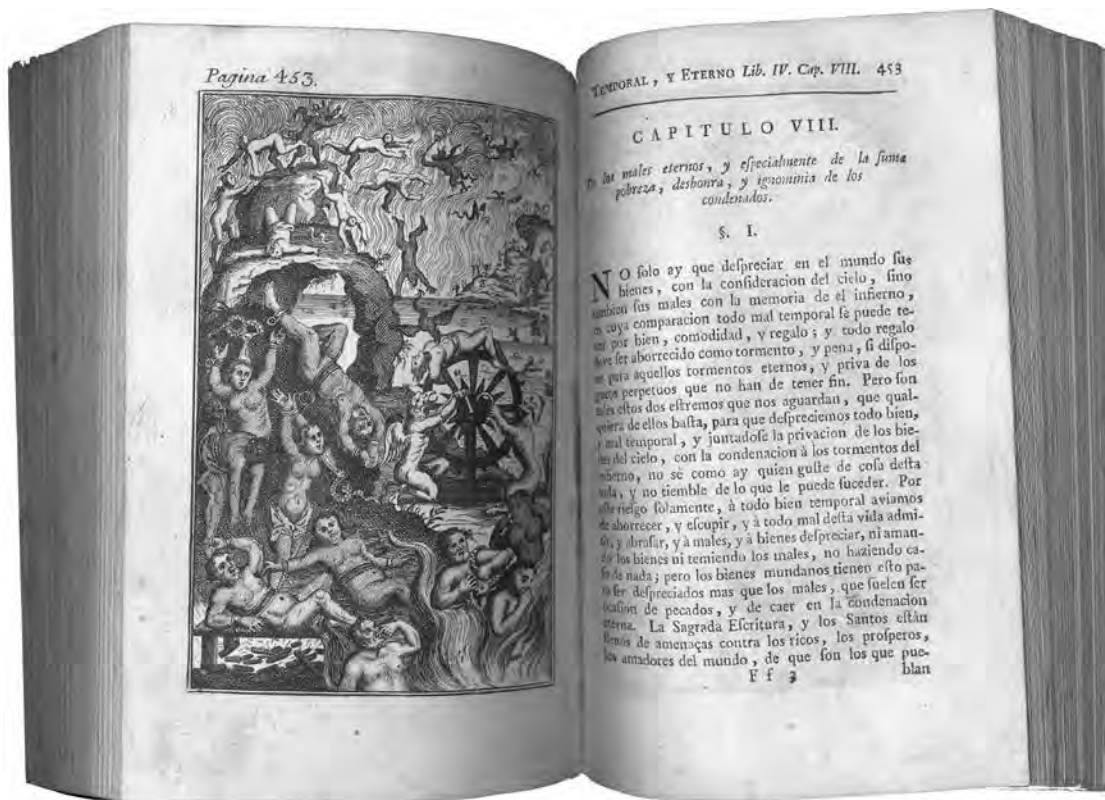 Pagina 453.
TEMPORAL, Y ETERNO Lib. IV. Cap. VIII. 453
CAPITULO VIII.
los males eternos, y eſpecialmente de la ſuma
pobreza, deshonra, y ignominia de los
condenados.
§. I.
NO ſolo ay que deſpreciar en el mundo ſus
bienes, con la conſideracion del cielo, ſino
tambien ſus males con la memoria de el infierno,
en cuya comparacion todo mal temporal ſe puede te-
ner por bien, comodidad, y regalo; y todo regalo
deve ſer aborrecido como tormento, y pena, ſi diſpo-
ne para aquellos tormentos eternos, y priva de los
gozos perpetuos que no han de tener fin. Pero ſon
tales eſtos dos eſtremos que nos aguardan, que qual-
quiera de ellos baſta, para que deſpreciemos todo bien,
y mal temporal, y juntadoſe la privacion de los bie-
nes del cielo, con la condenacion à los tormentos del
infierno, no sè como ay quien guſte de coſa deſta
vida, y no tiemble de lo que le puede ſuceder. Por
eſte rieſgo ſolamente, à todo bien temporal aviamos
de aborrecer, y eſcupir, y à todo mal deſta vida admi-
tir, y abraſar, y à males, y à bienes deſpreciar, ni aman-
do los bienes ni temiendo los males, no haziendo ca-
ſo de nada; pero los bienes mundanos tienen eſto pa-
ra ſer deſpreciados mas que los males, que ſuelen ſer
ocaſion de pecados, y de caer en la condenacion
eterna. La Sagrada Eſcritura, y los Santos eſtàn
llenos de amenaças contra los ricos, los proſperos,
los amadores del mundo, de que ſon los que pue-
F f 3 blan